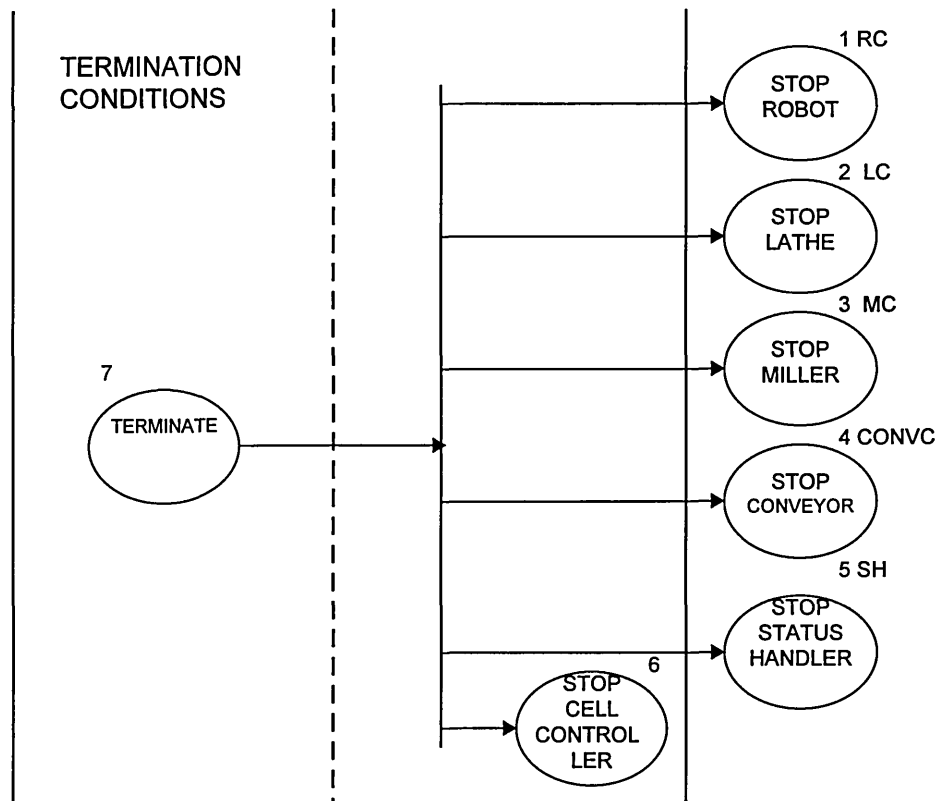 TERMINATION
CONDITIONS
1 RC
STOP
ROBOT
2 LC
STOP
LATHE
3 MC
STOP
MILLER
7
TERMINATE
4 CONVC
STOP
CONVEYOR
5 SH
STOP
STATUS
HANDLER
6
STOP
CELL
CONTROL
LER